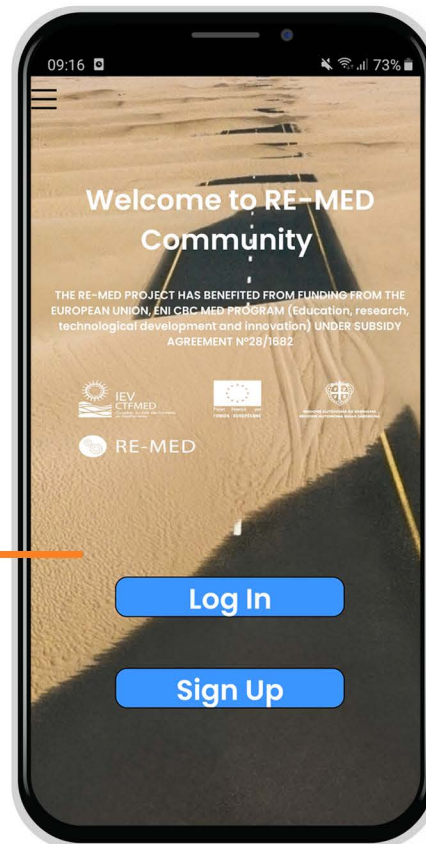 09:16
73%
Welcome to RE-MED
Community
THE RE-MED PROJECT HAS BENEFITED FROM FUNDING FROM THE
EUROPEAN UNION, ENI CBC MED PROGRAM (Education, research,
technological development and innovation) UNDER SUBSIDY
AGREEMENT N°28/1682
IEV
CTFMED
RE-MED
Log In
Sign Up